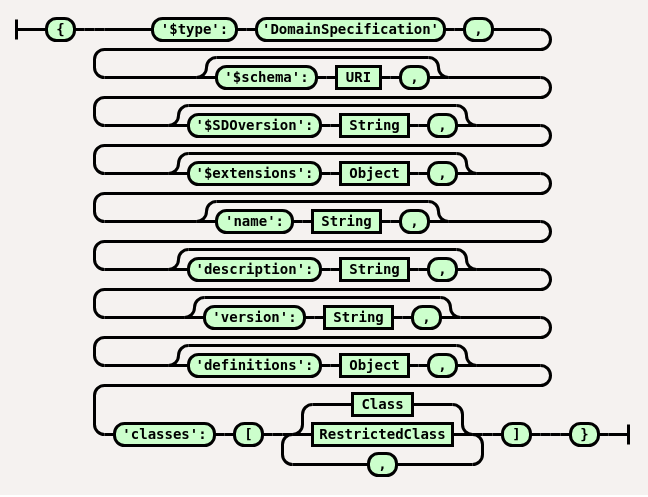 { '$type': 'DomainSpecification' ,
'$schema': URI ,
'$SDOversion': String ,
'$extensions': Object ,
'name': String ,
'description': String ,
'version': String ,
'definitions': Object ,
Class
'classes': [ RestrictedClass ] }
,